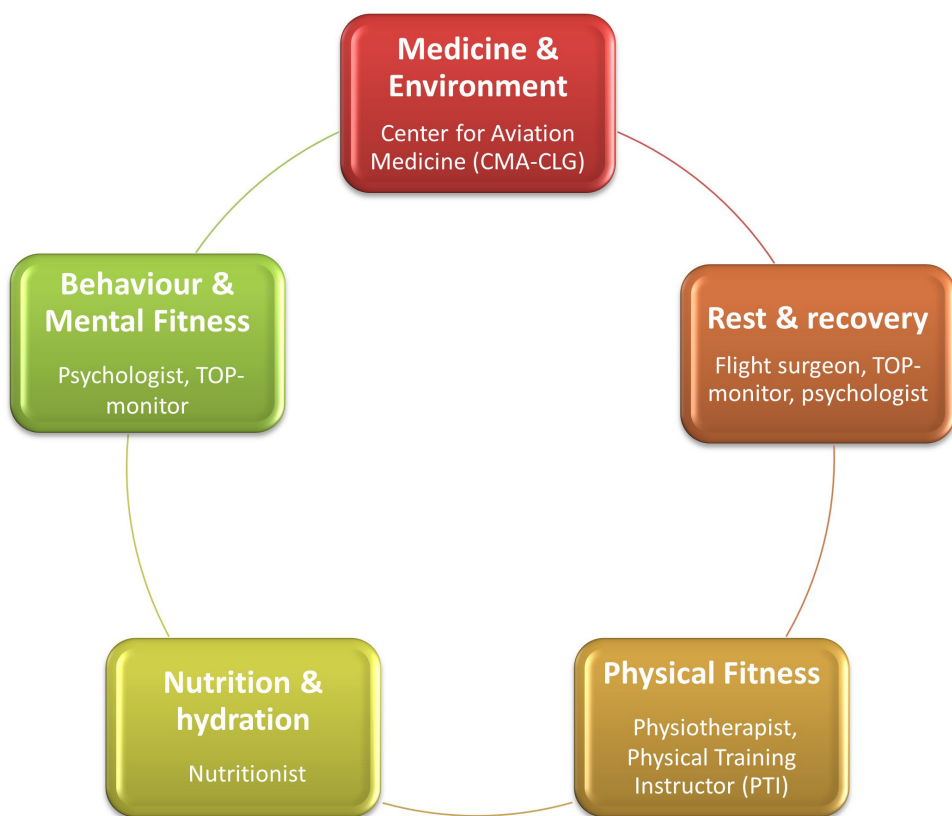 Medicine &
Environment
Center for Aviation
Medicine (CMA-CLG)
Rest & recovery
Flight surgeon, TOP-
monitor, psychologist
Physical Fitness
Physiotherapist,
Physical Training
Instructor (PTI)
Nutrition &
hydration
Nutritionist
Behaviour &
Mental Fitness
Psychologist, TOP-
monitor